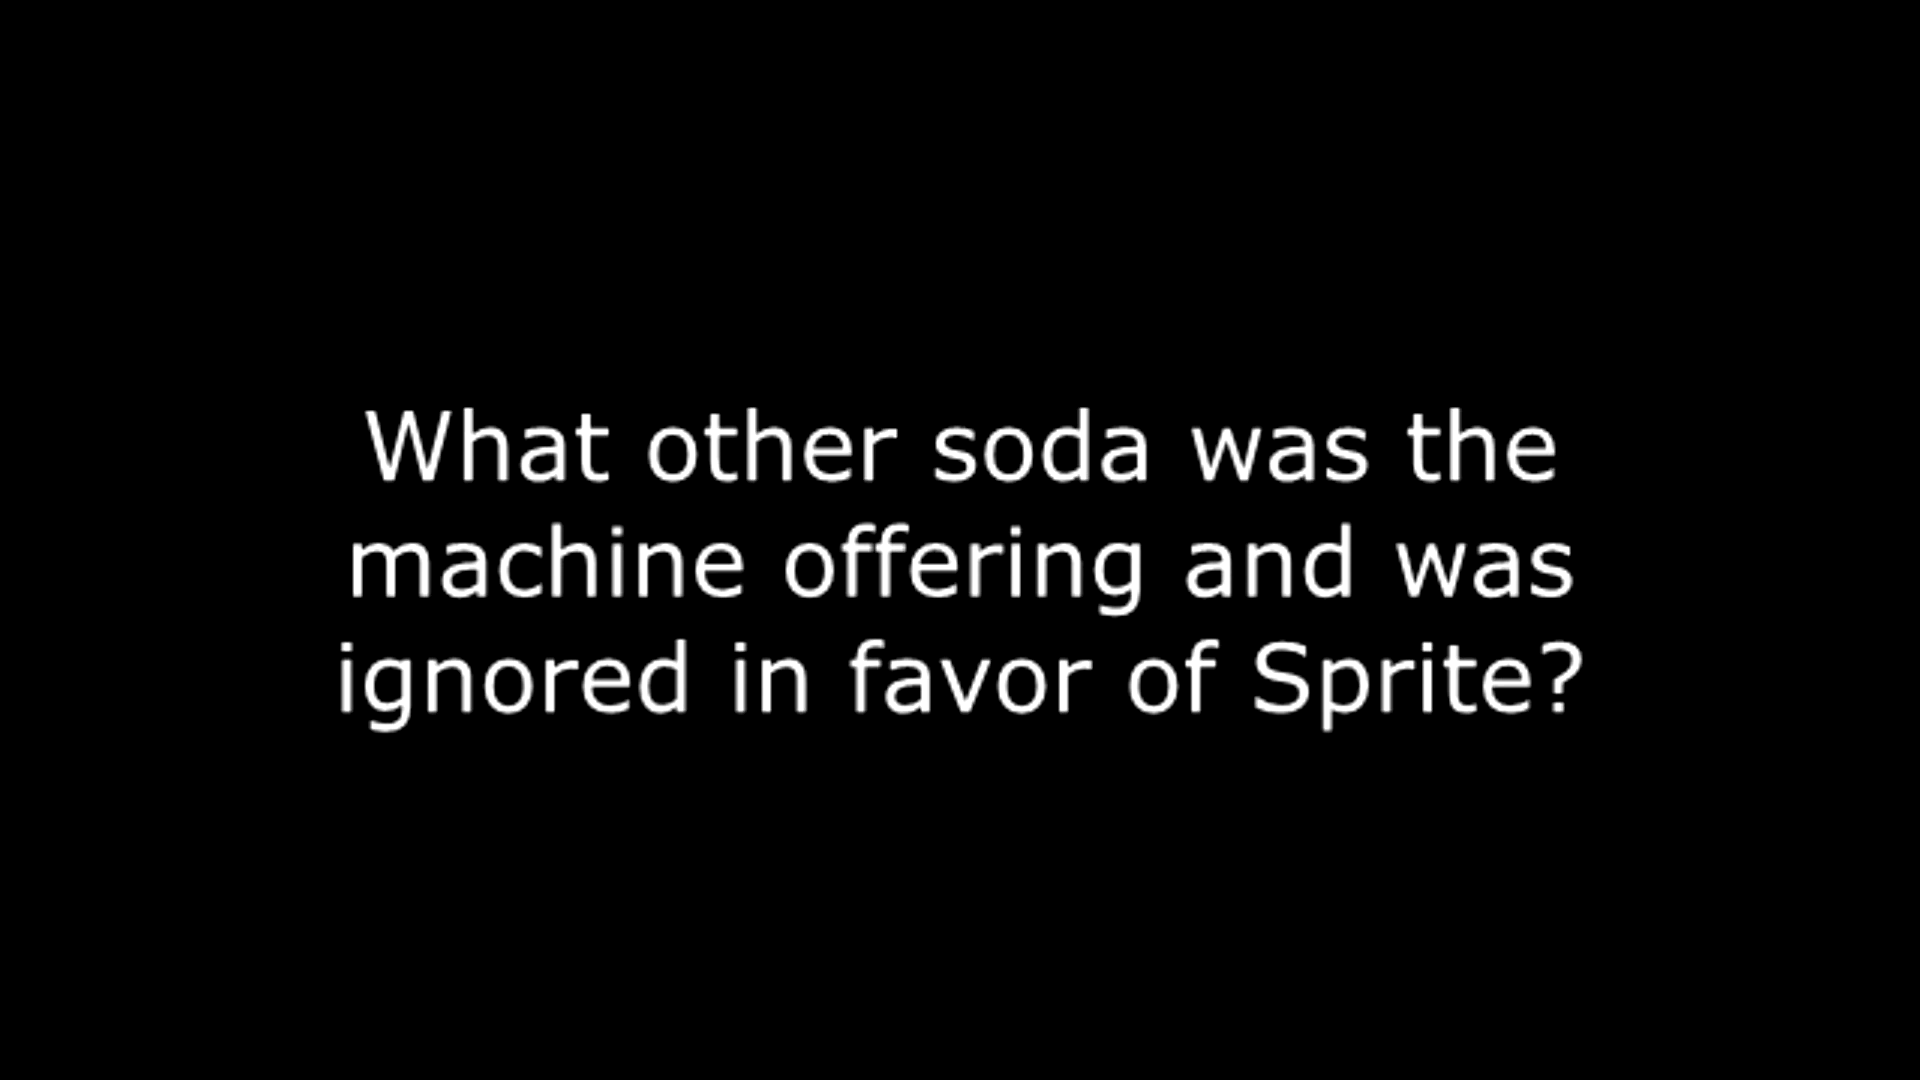 What other soda was the
machine offering and was
ignored in favor of Sprite?